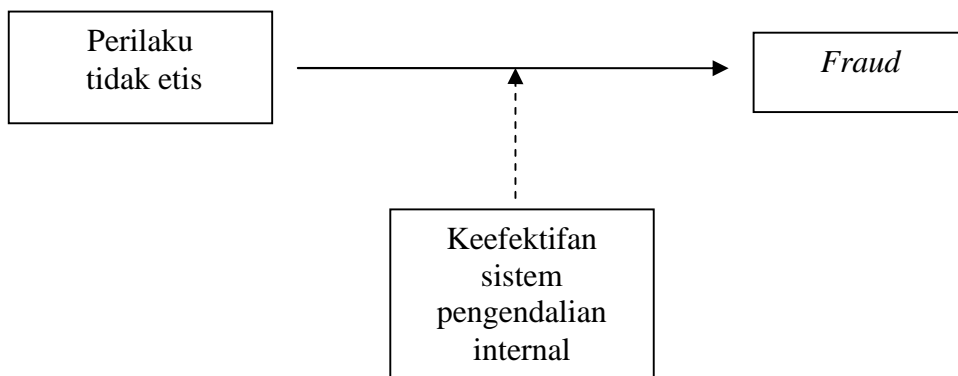 Perilaku
tidak etis
Fraud
Keefektifan
sistem
pengendalian
internal